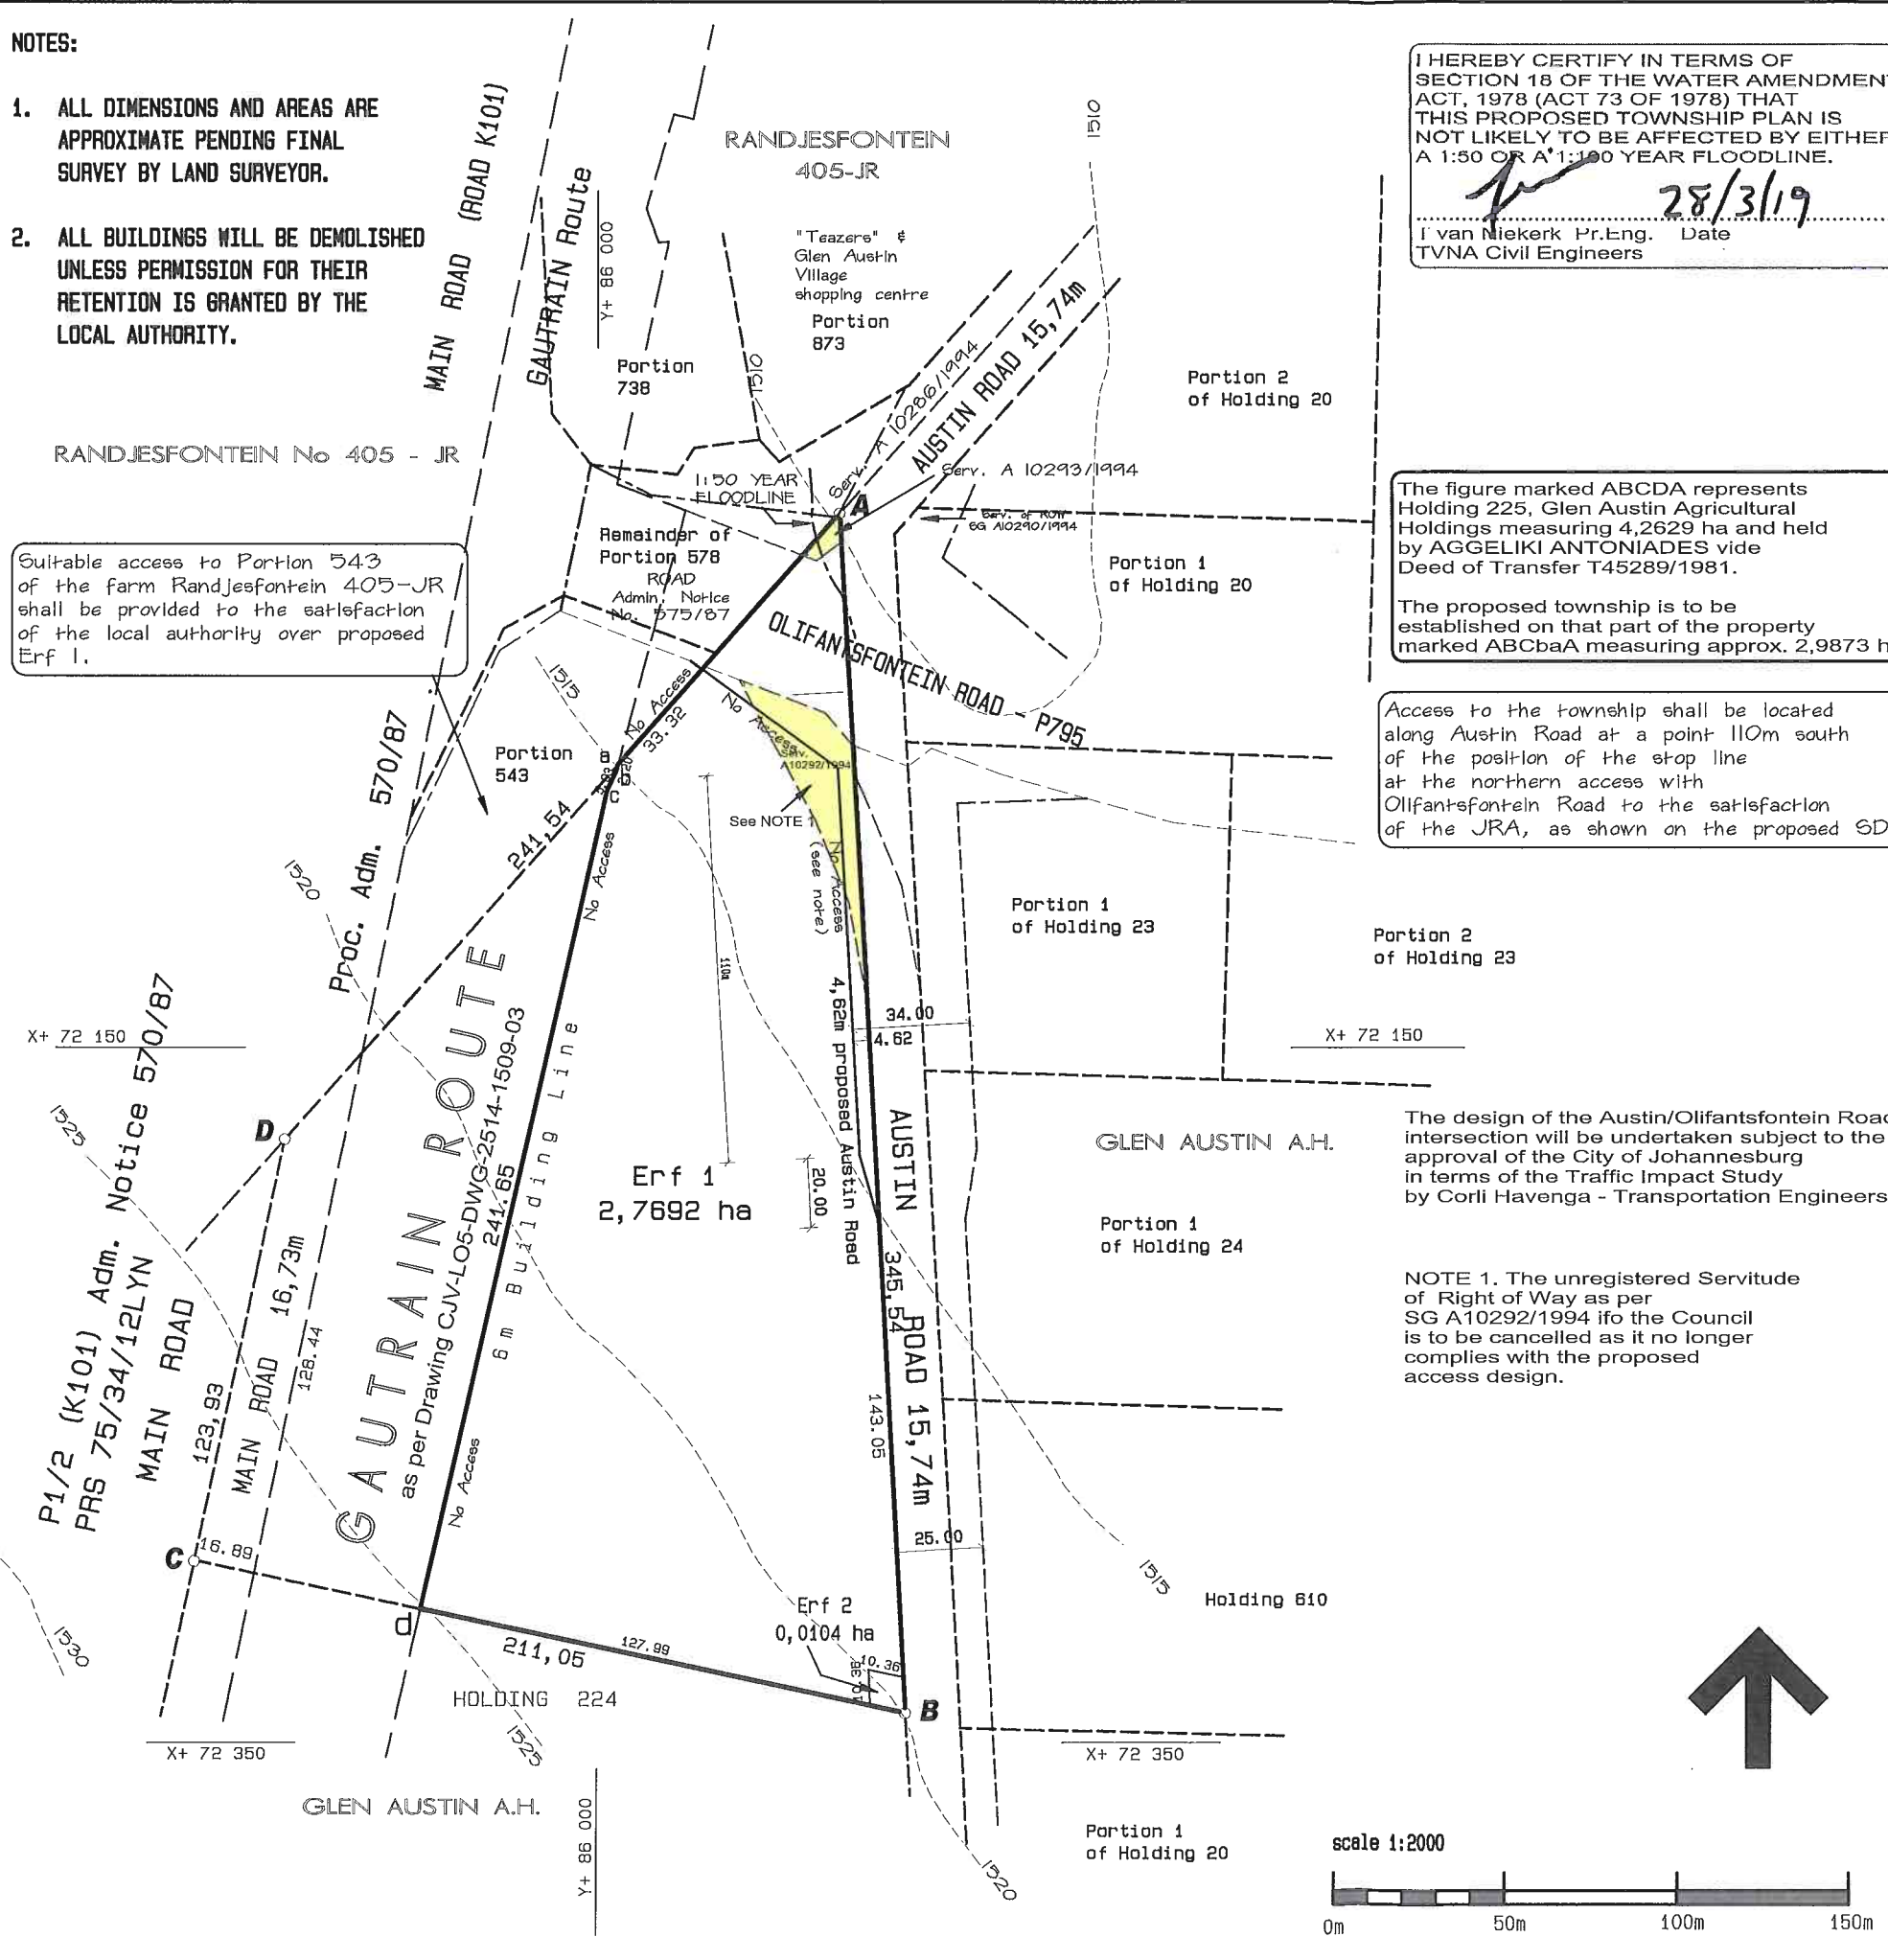 NOTES:
1. ALL DIMENSIONS AND AREAS ARE
APPROXIMATE PENDING FINAL
SURVEY BY LAND SURVEYOR.
2. ALL BUILDINGS WILL BE DEMOLISHED
UNLESS PERMISSION FOR THEIR
RETENTION IS GRANTED BY THE
LOCAL AUTHORITY.
I HEREBY CERTIFY IN TERMS OF
SECTION 18 OF THE WATER AMENDMENT
ACT, 1978 (ACT 73 OF 1978) THAT
THIS PROPOSED TOWNSHIP PLAN IS
NOT LIKELY TO BE AFFECTED BY EITHER
A 1:50 OR A 1:100 YEAR FLOODLINE.
28/3/19
van Niekerk Pr.Eng. Date
TVNA Civil Engineers
MAIN ROAD (ROAD K101)
GAUTRAIN Route
Y+ 86 000
RANDJESFONTEIN
405-JR
1510
"Teazers" &
Glen Austin
Village
shopping centre
Portion
873
Portion
738
1510
Serv. A 10286/1994
AUSTIN ROAD 15,74m
Portion 2
of Holding 20
RANDJESFONTEIN No 405 - JR
1:50 YEAR
FLOODLINE
A
Serv. A 10293/1994
Serv. of ROW
SG A10290/1994
The figure marked ABCDA represents
Holding 225, Glen Austin Agricultural
Holdings measuring 4,2629 ha and held
by AGGELIKI ANTONIADES vide
Deed of Transfer T45289/1981.
The proposed township is to be
established on that part of the property
marked ABCbaA measuring approx. 2,9873 h
Suitable access to Portion 543
of the farm Randjesfontein 405-JR
shall be provided to the satisfaction
of the local authority over proposed
Erf 1.
Remainder of
Portion 578
ROAD
Admin. Notice
No. 575/87
Portion 1
of Holding 20
OLIFANTSFONTEIN ROAD - P795
1515
No Access
33.32
No Access
Serv.
A10292/1994
Access to the township shall be located
along Austin Road at a point 110m south
of the position of the stop line
at the northern access with
Olifantsfontein Road to the satisfaction
of the JRA, as shown on the proposed SD
Portion
543
b
c
See NOTE 1
No Access
(see note)
241,54
No Access
110m
1520
Proc. Adm. 570/87
Portion 1
of Holding 23
Portion 2
of Holding 23
X+ 72 150
34.00
4.62
4,62m proposed Austin Road
X+ 72 150
1525
D
P1/2 (K101) Adm. Notice 570/87
PRS 75/34/12LYN
MAIN ROAD
123,93
MAIN ROAD 16,73m
128.44
GAUTRAIN ROUTE
as per Drawing CJV-LO5-DWG-2514-1509-03
241.65
6m Building Line
No Access
Erf 1
2,7692 ha
20.00
AUSTIN ROAD 15,74m
345,54
143.05
GLEN AUSTIN A.H.
Portion 1
of Holding 24
The design of the Austin/Olifantsfontein Road
intersection will be undertaken subject to the
approval of the City of Johannesburg
in terms of the Traffic Impact Study
by Corli Havenga - Transportation Engineers
NOTE 1. The unregistered Servitude
of Right of Way as per
SG A10292/1994 ifo the Council
is to be cancelled as it no longer
complies with the proposed
access design.
C
16.89
d
25.00
1515
1530
Erf 2
0,0104 ha
Holding 610
211,05
127.99
10.36
B
HOLDING 224
1525
X+ 72 350
X+ 72 350
GLEN AUSTIN A.H.
Y+ 86 000
1520
Portion 1
of Holding 20
scale 1:2000
0m 50m 100m 150m